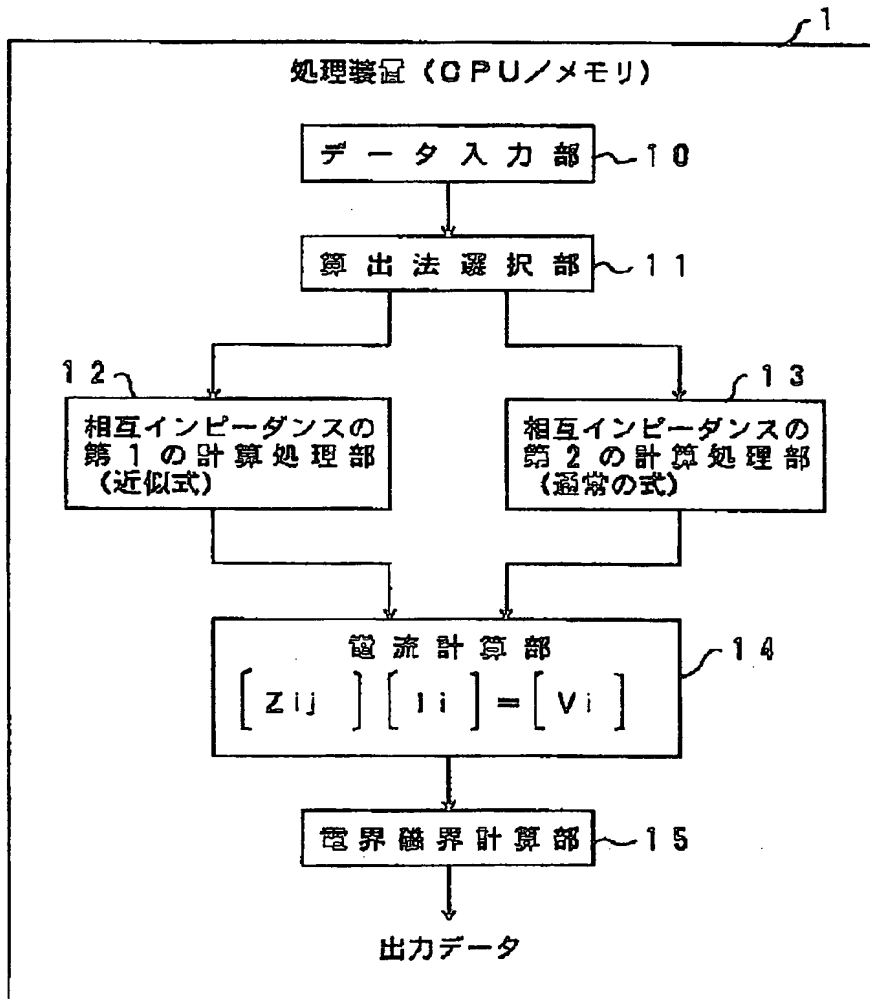 1
処理装置(CPU/メモリ)
データ入力部 10
算出法選択部 11
12
相互インピーダンスの
第1の計算処理部
(近似式)
13
相互インピーダンスの
第2の計算処理部
(通常の式)
電流計算部 14
[Zij][Ii]=[Vi]
電界磁界計算部 15
出力データ